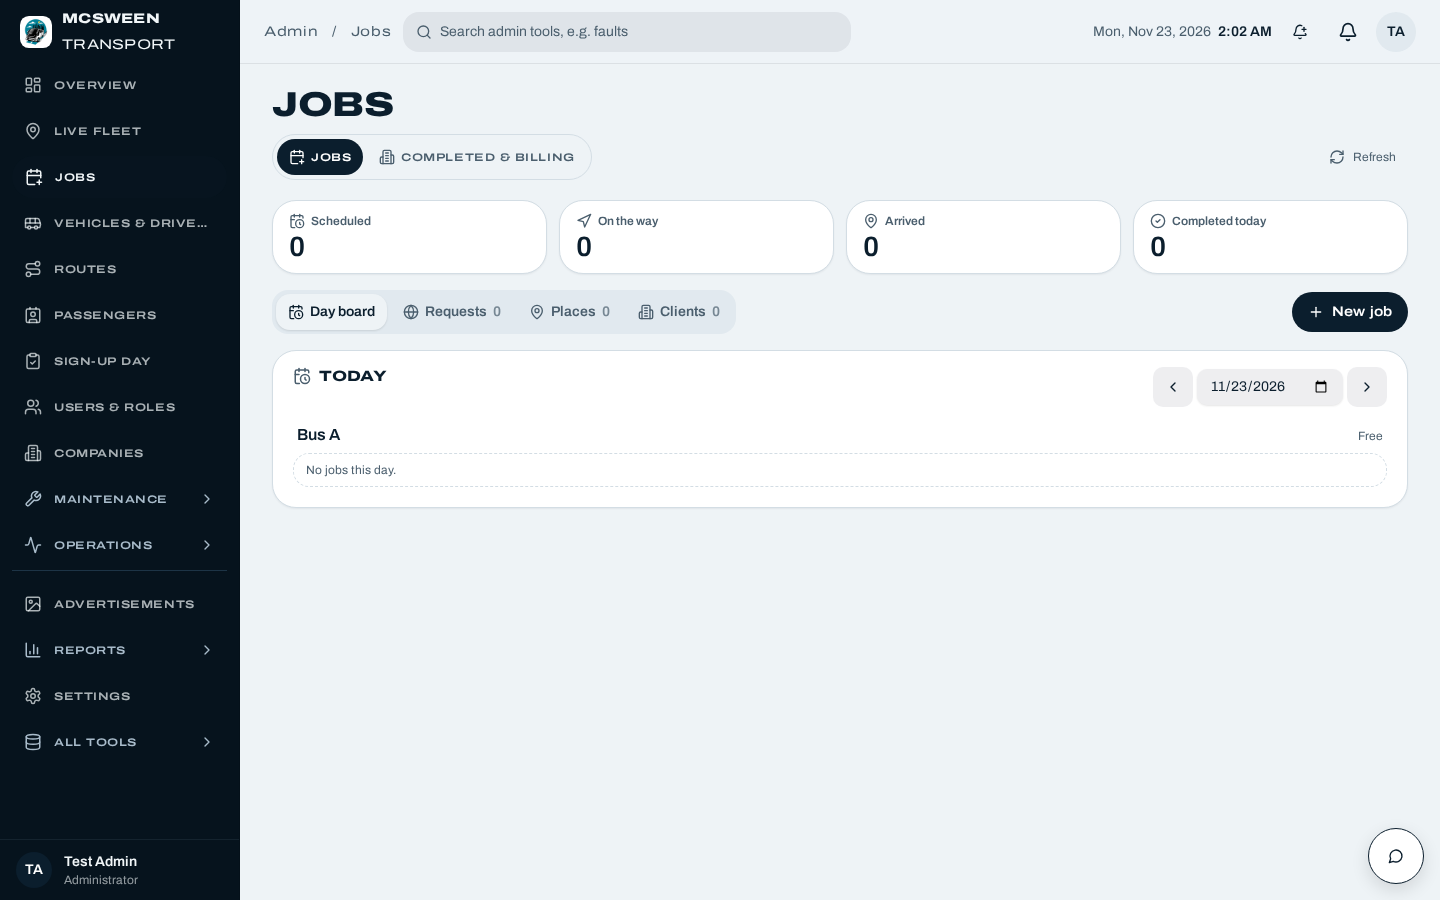 MCSWEEN
TRANSPORT
OVERVIEW
LIVE FLEET
JOBS
VEHICLES & DRIVE...
ROUTES
PASSENGERS
SIGN-UP DAY
USERS & ROLES
COMPANIES
MAINTENANCE
OPERATIONS
ADVERTISEMENTS
REPORTS
SETTINGS
ALL TOOLS
TA
Test Admin
Administrator
Admin / Jobs
Search admin tools, e.g. faults
Mon, Nov 23, 2026 2:02 AM
TA
JOBS
JOBS COMPLETED & BILLING
Refresh
Scheduled
0
On the way
0
Arrived
0
Completed today
0
Day board Requests 0 Places 0 Clients 0
New job
TODAY
11/23/2026
Bus A Free
No jobs this day.